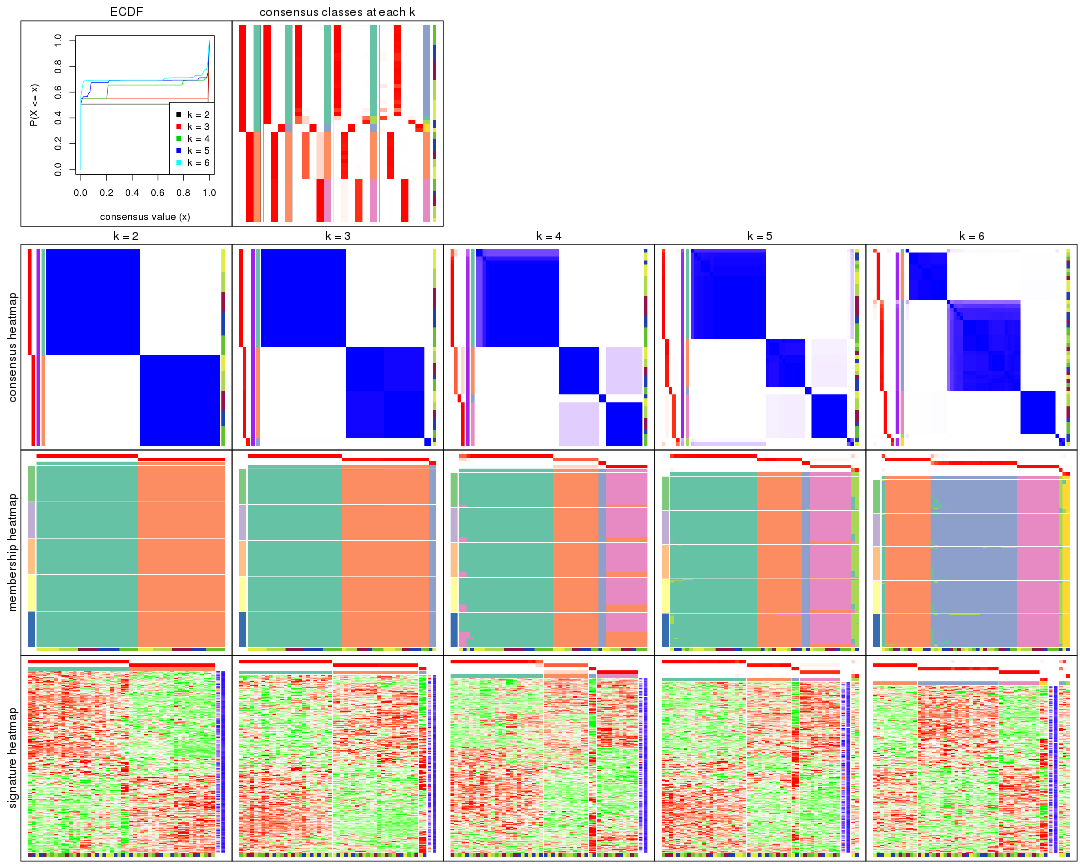 ECDF
consensus classes at each k
P(X <= x)
0.0 0.2 0.4 0.6 0.8 1.0
k = 2
k = 3
k = 4
k = 5
k = 6
0.0 0.2 0.4 0.6 0.8 1.0
consensus value (x)
k = 2
k = 3
k = 4
k = 5
k = 6
consensus heatmap
membership heatmap
signature heatmap